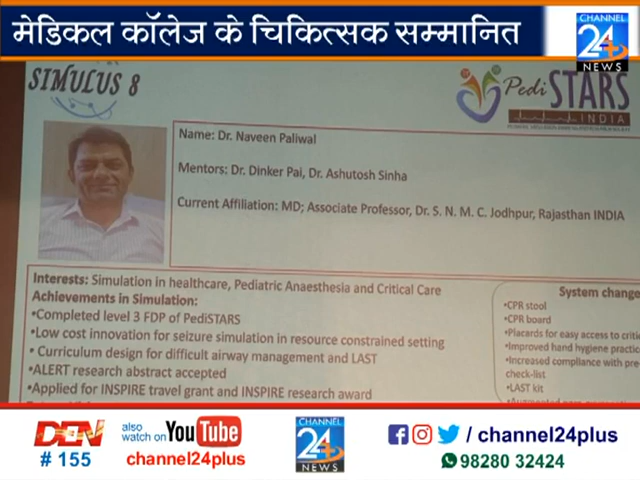 मेडिकल कॉलेज के चिकित्सक सम्मानित
CHANNEL
24+
NEWS
SIMULUS 8
PediSTARS
INDIA
Name: Dr. Naveen Paliwal
Mentors: Dr. Dinker Pai, Dr. Ashutosh Sinha
Current Affiliation: MD; Associate Professor, Dr. S. N. M. C. Jodhpur, Rajasthan INDIA
Interests: Simulation in healthcare, Pediatric Anaesthesia and Critical Care
Achievements in Simulation:
•Completed level 3 FDP of PediSTARS
•Low cost innovation for seizure simulation in resource constrained setting
• Curriculum design for difficult airway management and LAST
•ALERT research abstract accepted
•Applied for INSPIRE travel grant and INSPIRE research award
System change
•CPR stool
•CPR board
•Placards for easy access to critic
•Improved hand hygiene practic
•Increased compliance with pre-
check-list
•LAST kit
DEN
# 155
also
watch on
YouTube
channel24plus
CHANNEL
24+
NEWS
/ channel24plus
98280 32424